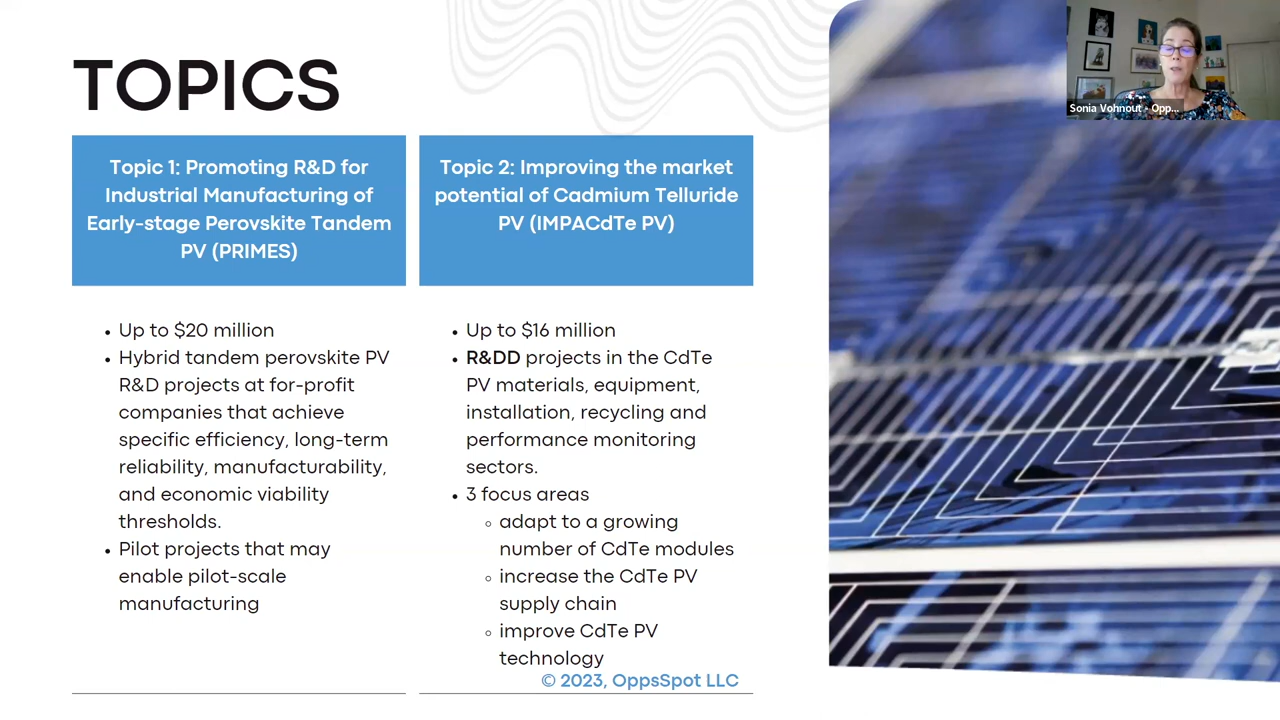 TOPICS
Topic 1: Promoting R&D for
Industrial Manufacturing of
Early-stage Perovskite Tandem
PV (PRIMES)
• Up to $20 million
• Hybrid tandem perovskite PV
R&D projects at for-profit
companies that achieve
specific efficiency, long-term
reliability, manufacturability,
and economic viability
thresholds.
• Pilot projects that may
enable pilot-scale
manufacturing
Topic 2: Improving the market
potential of Cadmium Telluride
PV (IMPACdTe PV)
• Up to $16 million
• R&DD projects in the CdTe
PV materials, equipment,
installation, recycling and
performance monitoring
sectors.
• 3 focus areas
◦ adapt to a growing
number of CdTe modules
◦ increase the CdTe PV
supply chain
◦ improve CdTe PV
technology
© 2023, OppsSpot LLC
Sonia Vohnout - Opp...